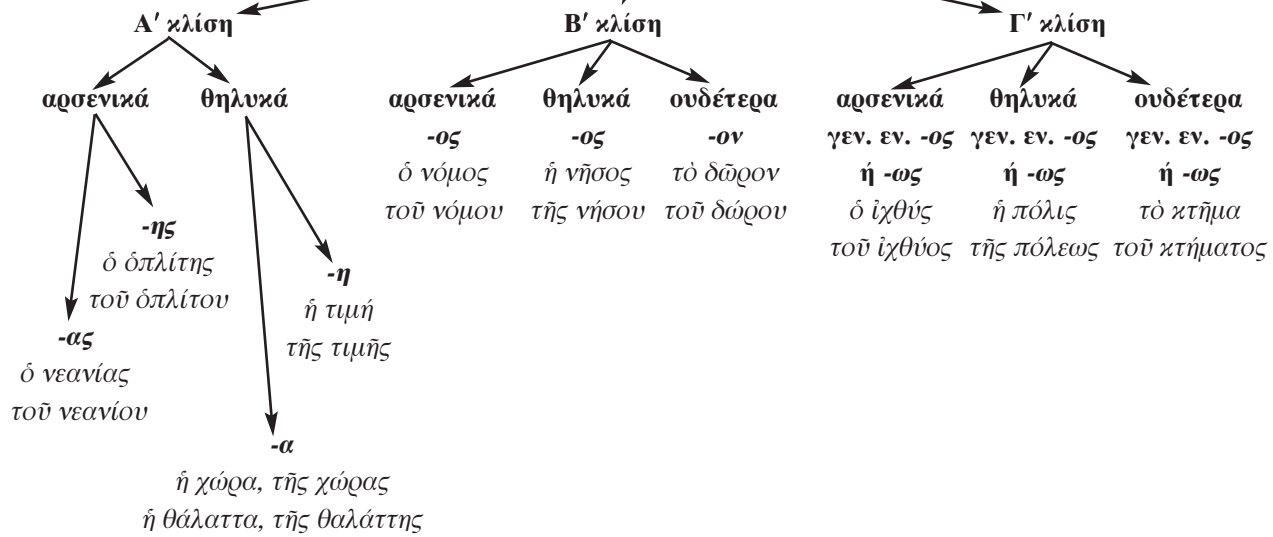 Α′ κλίση
Β′ κλίση
Γ′ κλίση
αρσενικά
θηλυκά
αρσενικά
θηλυκά
ουδέτερα
αρσενικά
θηλυκά
ουδέτερα
-ος
-ος
-ον
γεν. εν. -ος
γεν. εν. -ος
γεν. εν. -ος
ὁ νόμος
ἡ νῆσος
τὸ δῶρον
ή -ως
ή -ως
ή -ως
τοῦ νόμου
τῆς νήσου
τοῦ δώρου
ὁ ἰχθύς
ἡ πόλις
τὸ κτῆμα
τοῦ ἰχθύος
τῆς πόλεως
τοῦ κτήματος
-ης
ὁ ὁπλίτης
τοῦ ὁπλίτου
-η
ἡ τιμή
τῆς τιμῆς
-ας
ὁ νεανίας
τοῦ νεανίου
-α
ἡ χώρα, τῆς χώρας
ἡ θάλαττα, τῆς θαλάττης